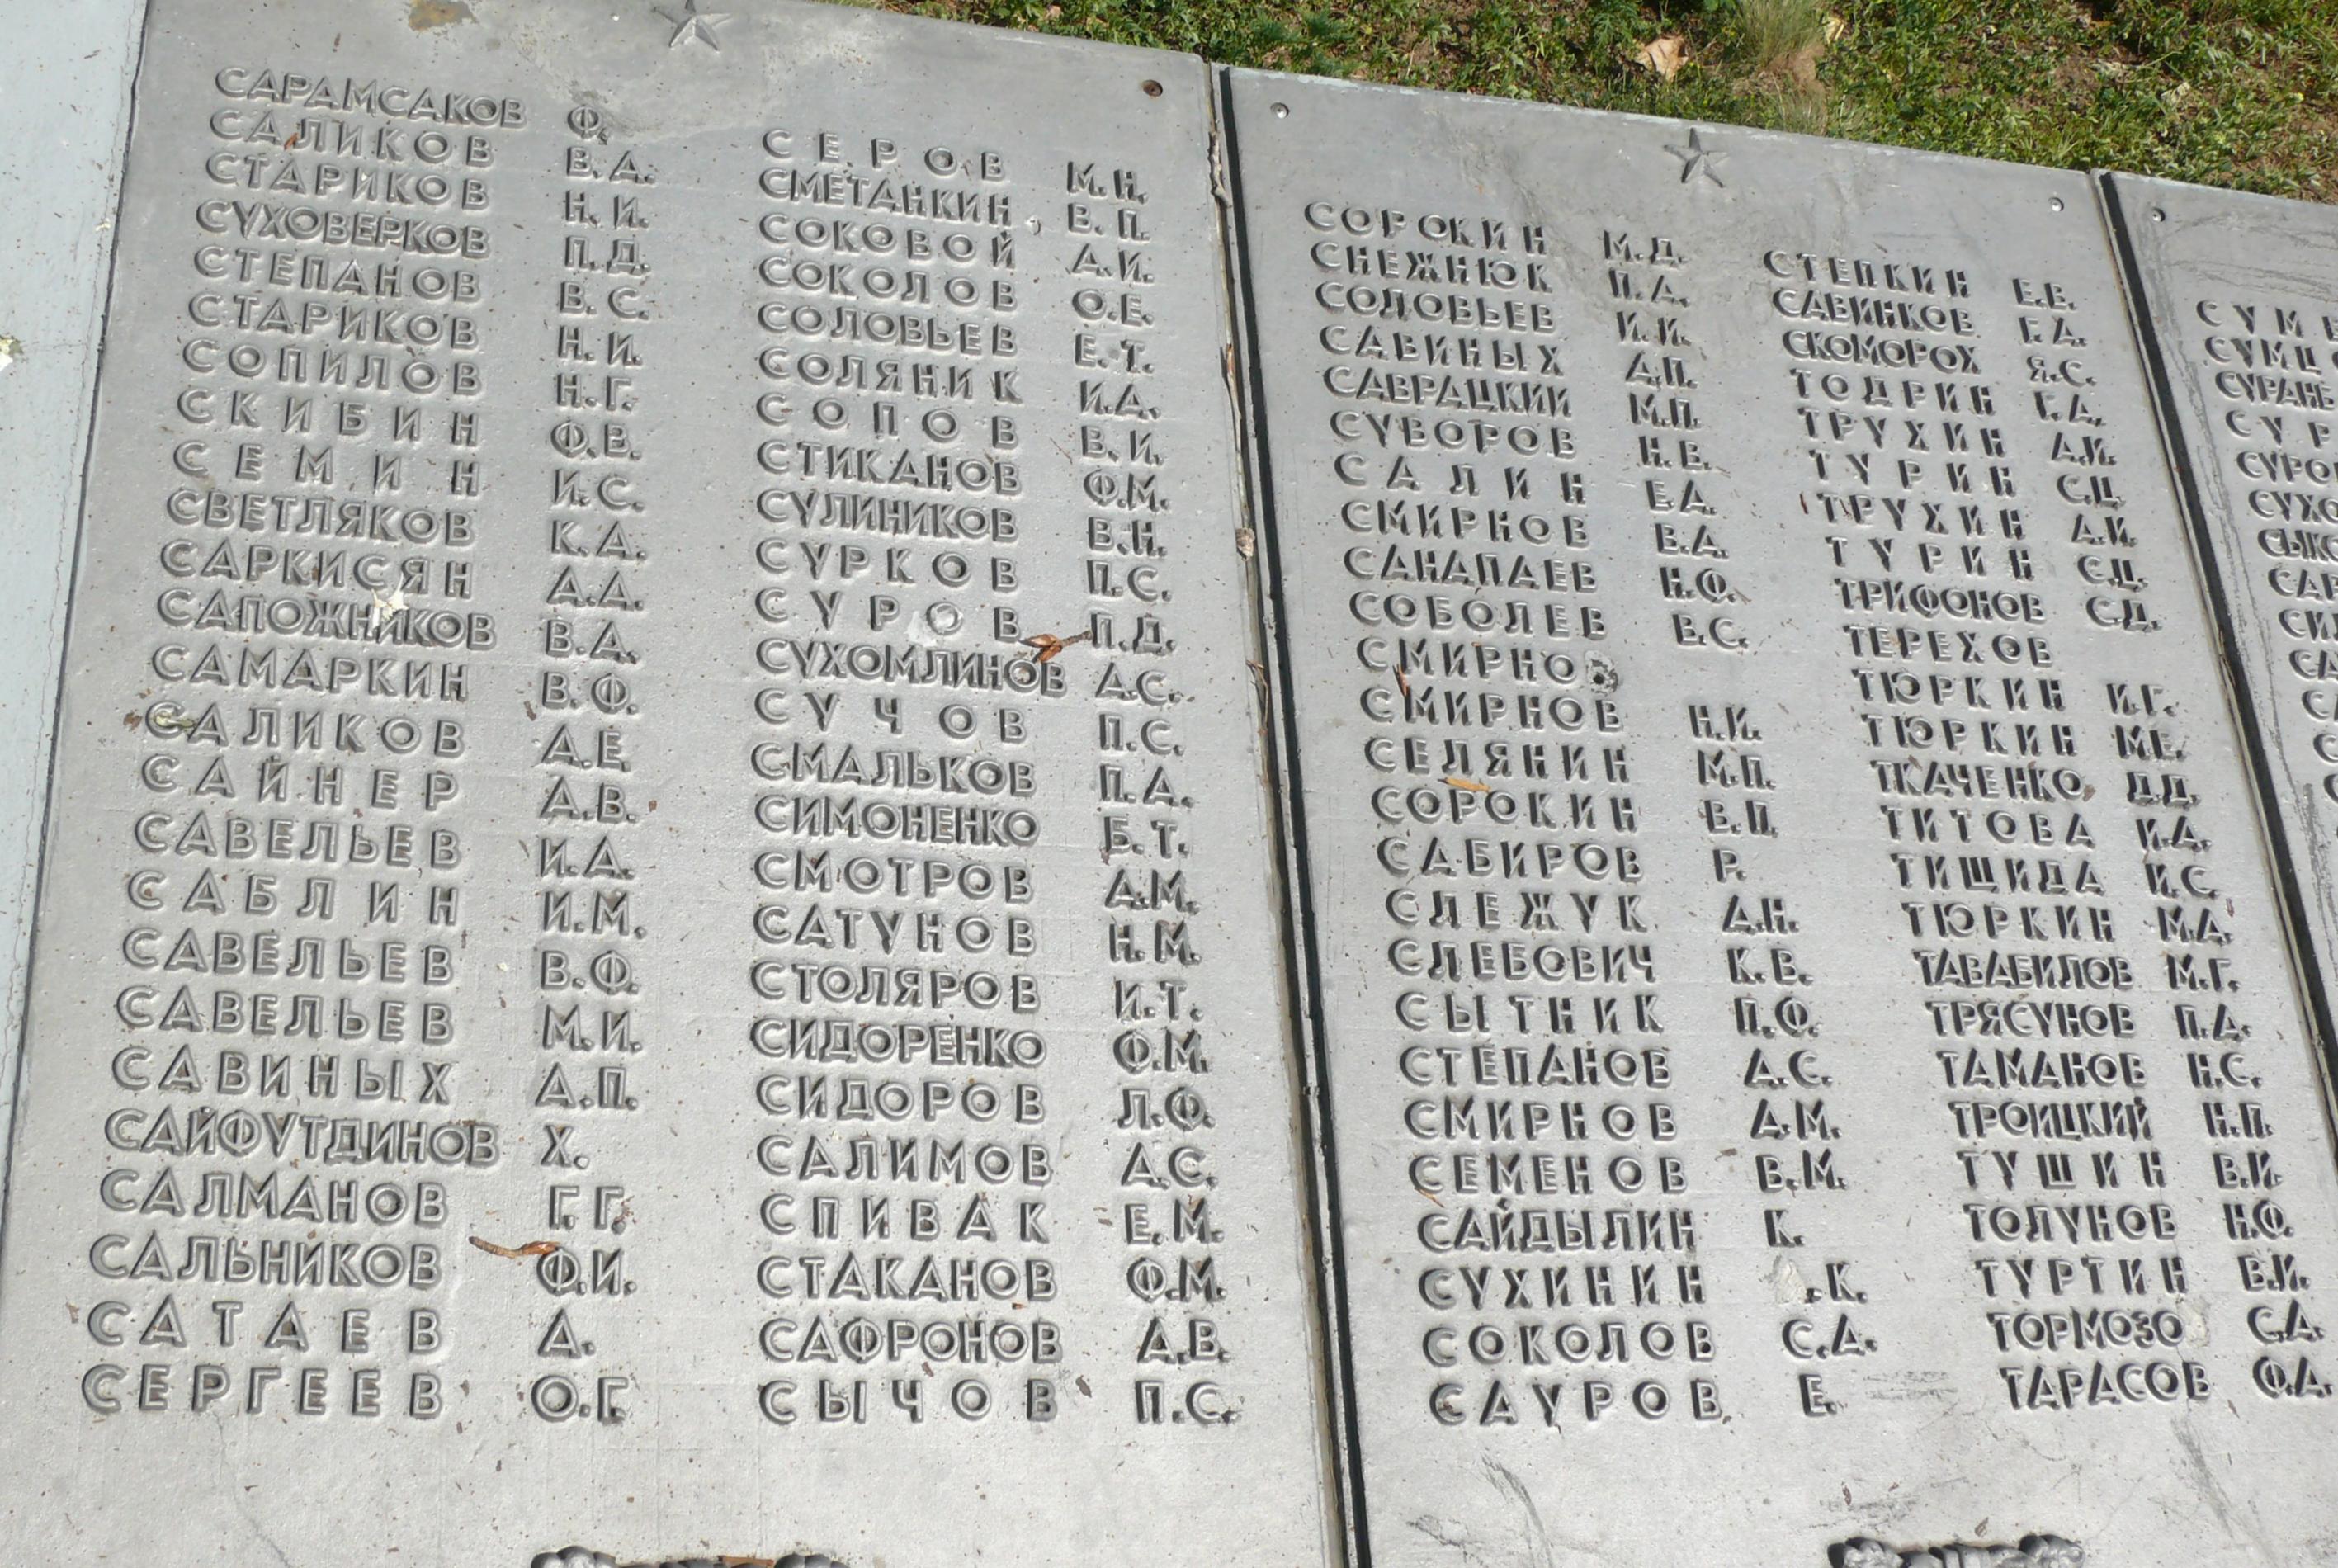 САРАМСАКОВ Ф.
САЛИКОВ В.А.
СТАРИКОВ Н.И.
СУХОВЕРКОВ П.Д.
СТЕПАНОВ В.С.
СТАРИКОВ Н.И.
СОПИЛОВ Н.Г.
СКИБИН Ф.В.
СЕМИН И.С.
СВЕТЛЯКОВ К.А.
САРКИСЯН А.А.
САПОЖНИКОВ В.А.
САМАРКИН В.Ф.
САЛИКОВ А.Е
САЙНЕР А.В.
САВЕЛЬЕВ И.А.
САБЛИН И.М.
САВЕЛЬЕВ В.Ф.
САВЕЛЬЕВ М.И.
САВИНЫХ А.П.
САЙФУТДИНОВ Х.
САЛМАНОВ Г.Г.
САЛЬНИКОВ Ф.И.
САТАЕВ А.
СЕРГЕЕВ О.Г.
СЕРОВ М.Н.
СМЕТАНКИН В.П.
СОКОВОЙ А.И.
СОКОЛОВ О.Е.
СОЛОВЬЕВ Е.Т.
СОЛЯНИК И.А.
СОПОВ В.И.
СТИКАНОВ Ф.М.
СУЛИНИКОВ В.Н.
СУРКОВ П.С.
СУРОВ П.Д.
СУХОМЛИНОВ А.С.
СУЧОВ П.С.
СМАЛЬКОВ П.А.
СИМОНЕНКО Б.Т.
СМОТРОВ А.М.
САТУНОВ Н.М.
СТОЛЯРОВ И.Т.
СИДОРЕНКО Ф.М.
СИДОРОВ Л.Ф.
САЛИМОВ А.С.
СПИВАК Е.М.
СТАКАНОВ Ф.М.
САФРОНОВ А.В.
СЫЧОВ П.С.
СОРОКИН М.Д.
СНЕЖНЮК П.А.
СОЛОВЬЕВ И.И.
САВИНЫХ А.П.
САВРАЦКИИ М.П.
СУВОРОВ Н.В.
САЛИН Е.А.
СМИРНОВ В.А.
САНАПАЕВ Н.Ф.
СОБОЛЕВ В.С.
СМИРНО
СМИРНОВ Н.И.
СЕЛЯНИН М.П.
СОРОКИН В.П.
САБИРОВ Р.
СЛЕЖУК А.Н.
СЛЕБОВИЧ К.В.
СЫТНИК П.Ф.
СТЕПАНОВ А.С.
СМИРНОВ А.М.
СЕМЕНОВ В.М.
САЙДЫЛИН К.
СУХИНИН .К.
СОКОЛОВ С.А.
САУРОВ Е.
СТЕПКИН Е.В.
САВИНКОВ Г.А.
СКОМОРОХ Я.С.
ТОДРИН Г.А.
ТРУХИН А.И.
ТУРИН С.Ц.
ТРУХИН А.И.
ТУРИН С.Д.
ТРИФОНОВ С.Д.
ТЕРЕХОВ
ТЮРКИН И.Г.
ТЮРКИН М.Е.
ТКАЧЕНКО Д.Д.
ТИТОВА И.А.
ТИЩИДА И.С.
ТЮРКИН М.А.
ТАВАБИЛОВ М.Г.
ТРЯСУНОВ П.А.
ТАМАНОВ Н.С.
ТРОИЦКИЙ Н.П.
ТУШИН В.И.
ТОЛУНОВ Н.Ф.
ТУРТИН В.И.
ТОРМОЗО С.А.
ТАРАСОВ Ф.А.